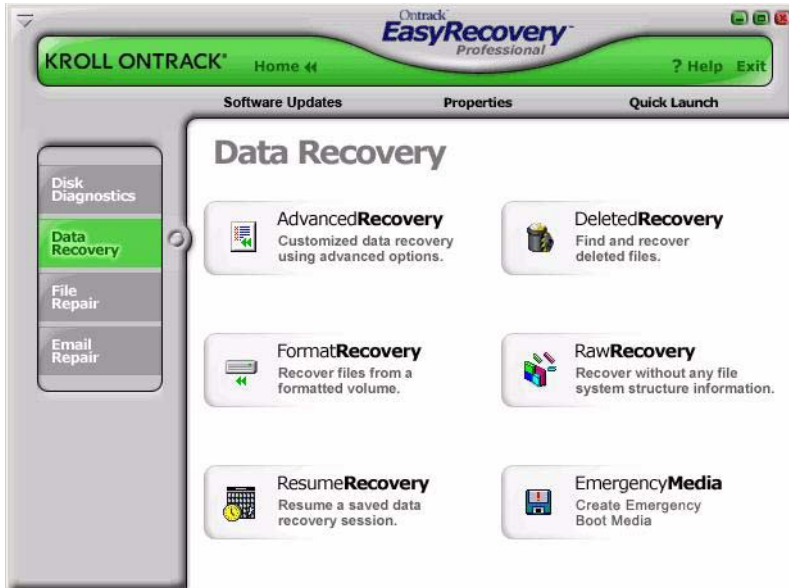 Ontrack
EasyRecovery™
Professional
KROLL ONTRACK®
Home
? Help Exit
Software Updates
Properties
Quick Launch
Disk
Diagnostics
Data
Recovery
File
Repair
Email
Repair
Data Recovery
AdvancedRecovery
Customized data recovery
using advanced options.
DeletedRecovery
Find and recover
deleted files.
FormatRecovery
Recover files from a
formatted volume.
RawRecovery
Recover without any file
system structure information.
ResumeRecovery
Resume a saved data
recovery session.
EmergencyMedia
Create Emergency
Boot Media